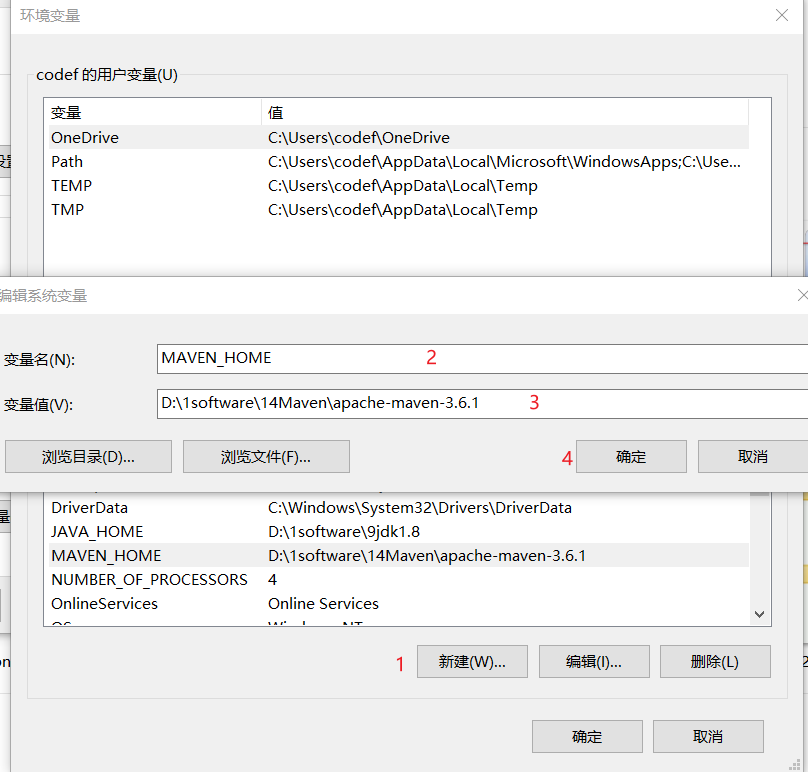 环境变量
codef 的用户变量(U)
变量 值
OneDrive C:\Users\codef\OneDrive
Path C:\Users\codef\AppData\Local\Microsoft\WindowsApps;C:\Use...
TEMP C:\Users\codef\AppData\Local\Temp
TMP C:\Users\codef\AppData\Local\Temp
编辑系统变量
变量名(N): MAVEN_HOME 2
变量值(V): D:\1software\14Maven\apache-maven-3.6.1 3
浏览目录(D)... 浏览文件(F)... 4 确定 取消
DriverData C:\Windows\System32\Drivers\DriverData
JAVA_HOME D:\1software\9jdk1.8
MAVEN_HOME D:\1software\14Maven\apache-maven-3.6.1
NUMBER_OF_PROCESSORS 4
OnlineServices Online Services
OS Windows_NT
1 新建(W)... 编辑(I)... 删除(L)
确定 取消